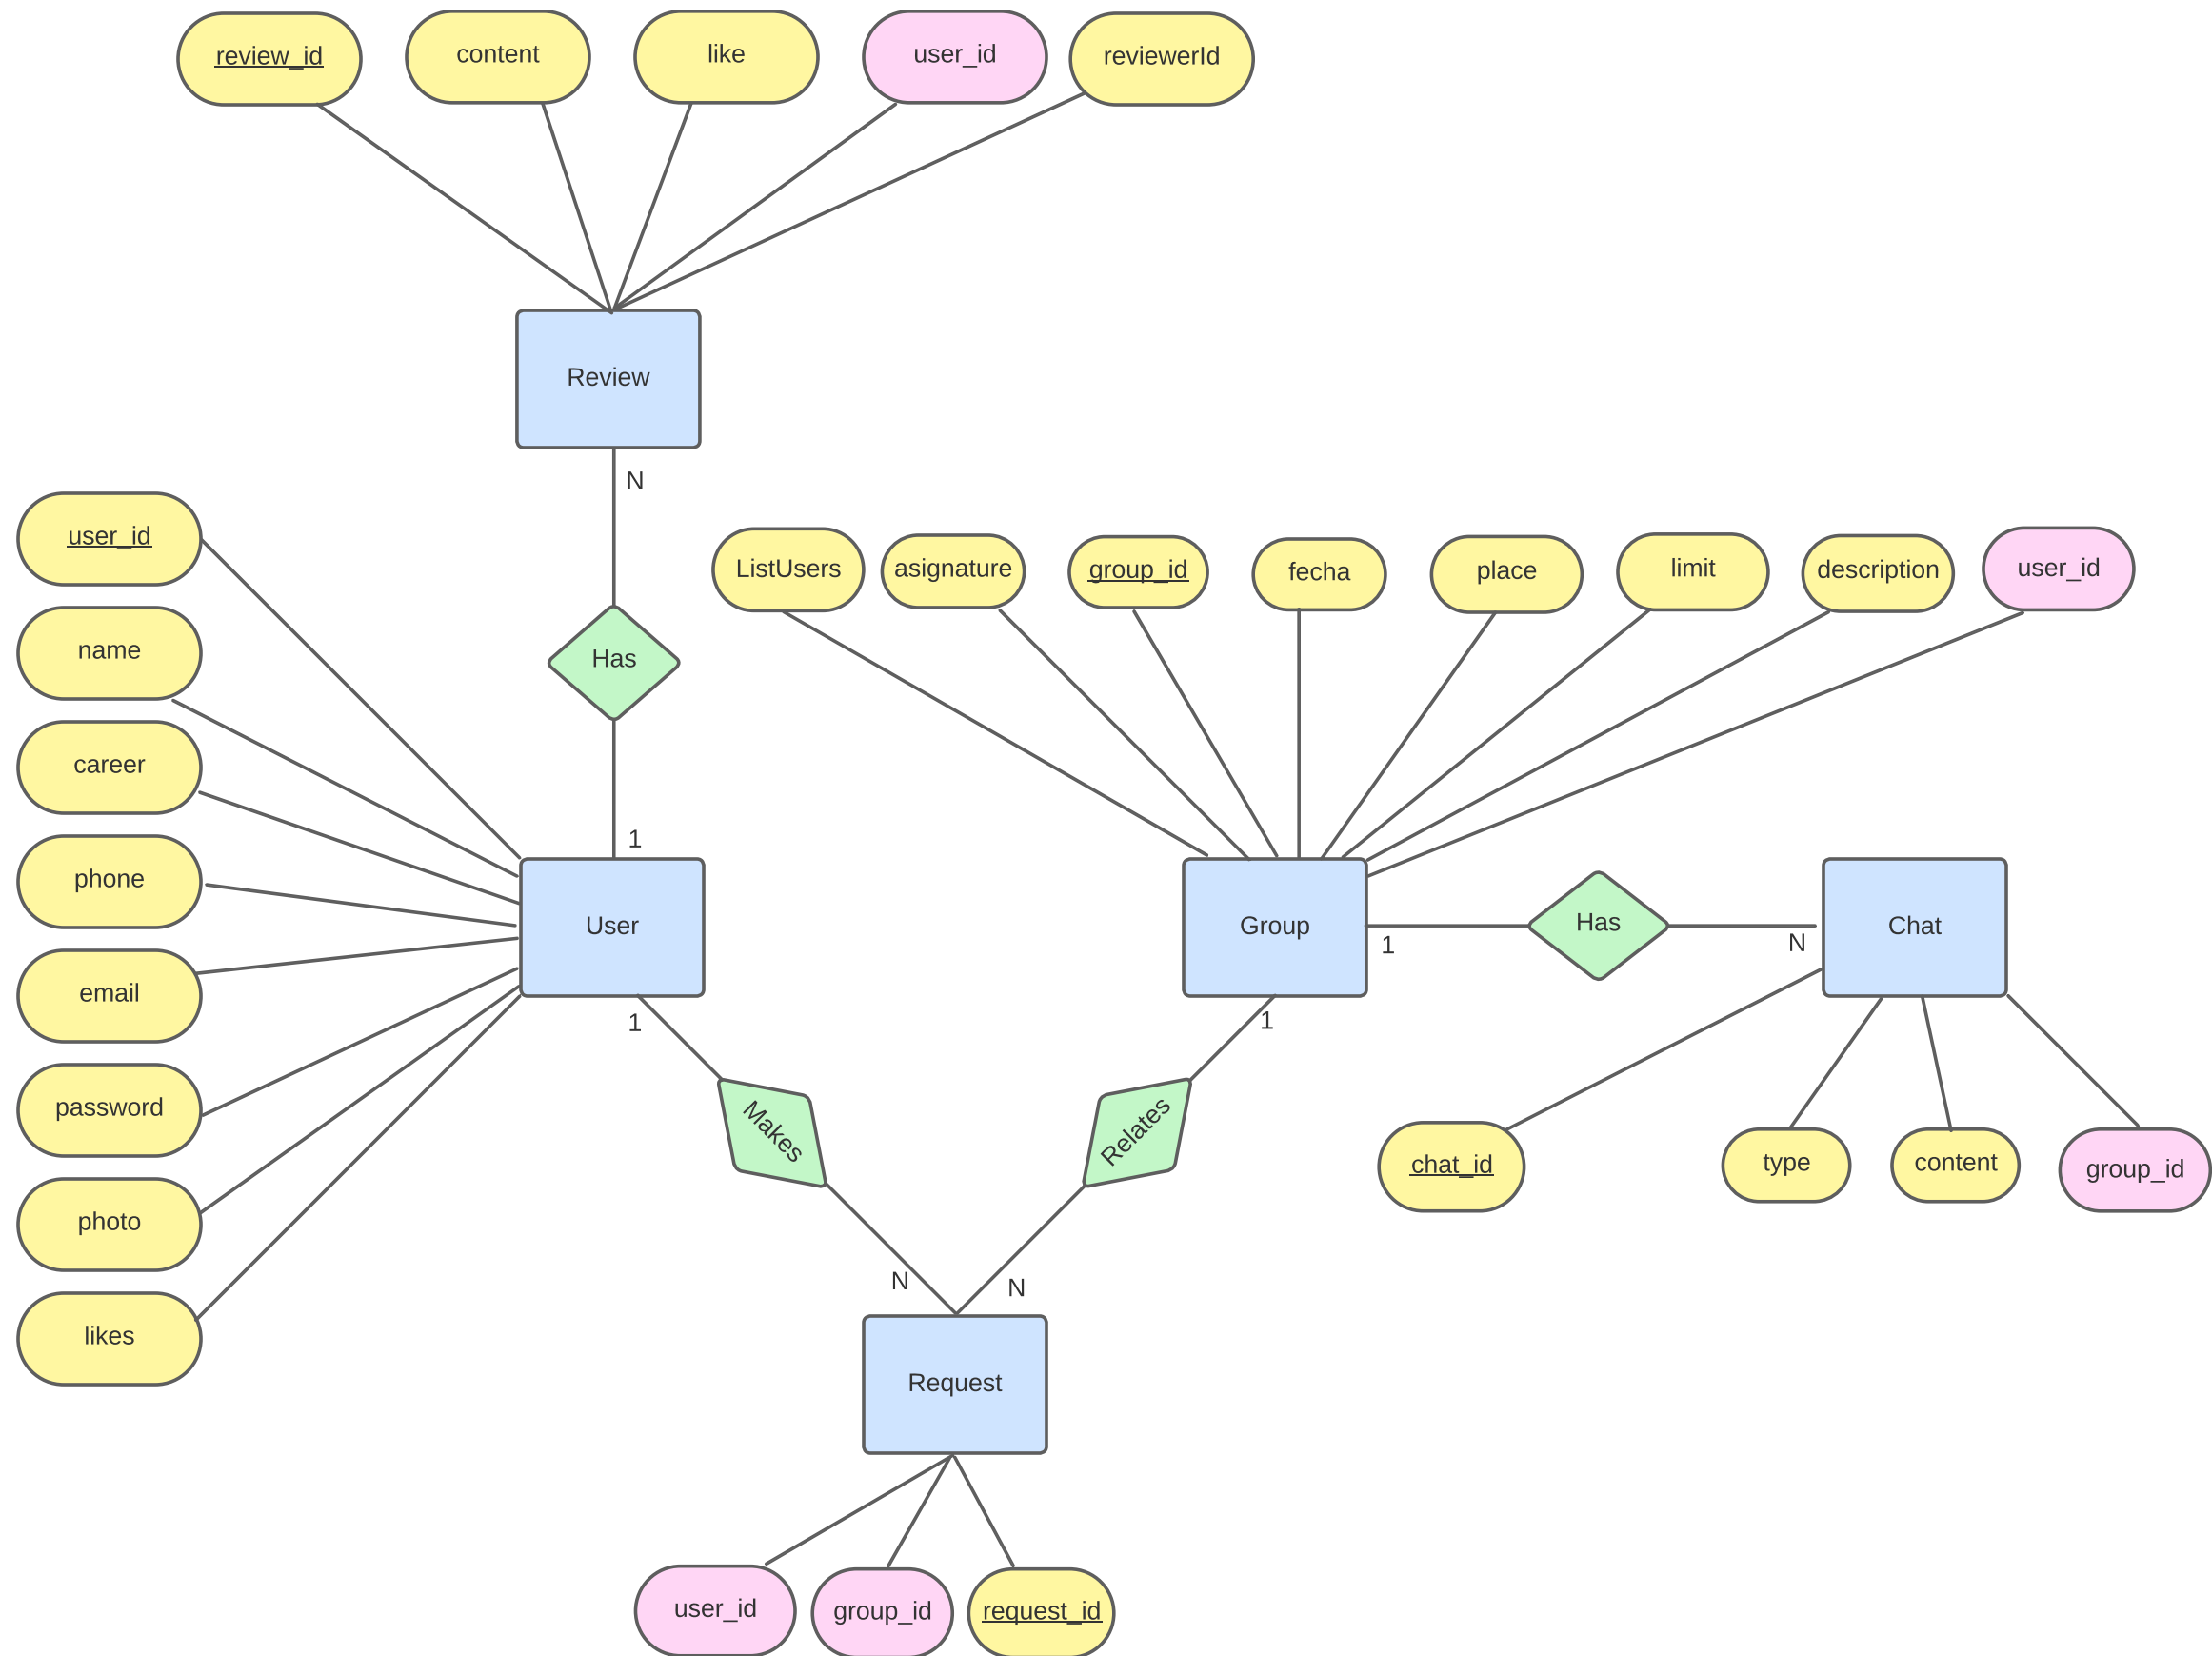 review_id
content
like
user_id
reviewerId
Review
N
Has
1
user_id
name
career
phone
email
password
photo
likes
User
1
Makes
N
ListUsers
asignature
group_id
fecha
place
limit
description
user_id
Group
1
Has
N
Chat
1
Relates
N
chat_id
type
content
group_id
Request
user_id
group_id
request_id